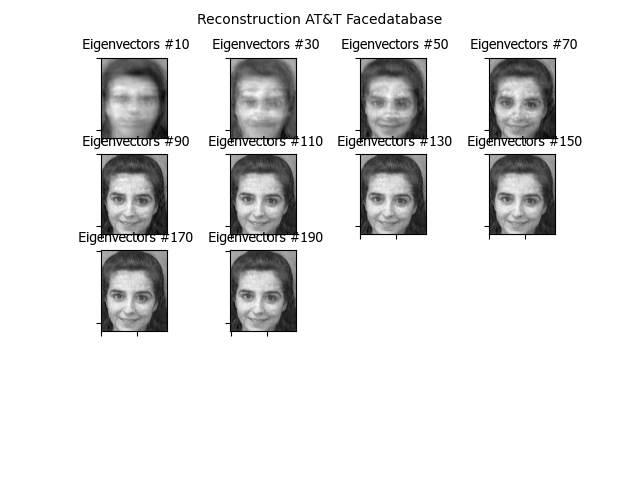 Reconstruction AT&T Facedatabase
Eigenvectors #10 Eigenvectors #30 Eigenvectors #50 Eigenvectors #70
Eigenvectors #90 Eigenvectors #110 Eigenvectors #130 Eigenvectors #150
Eigenvectors #170 Eigenvectors #190